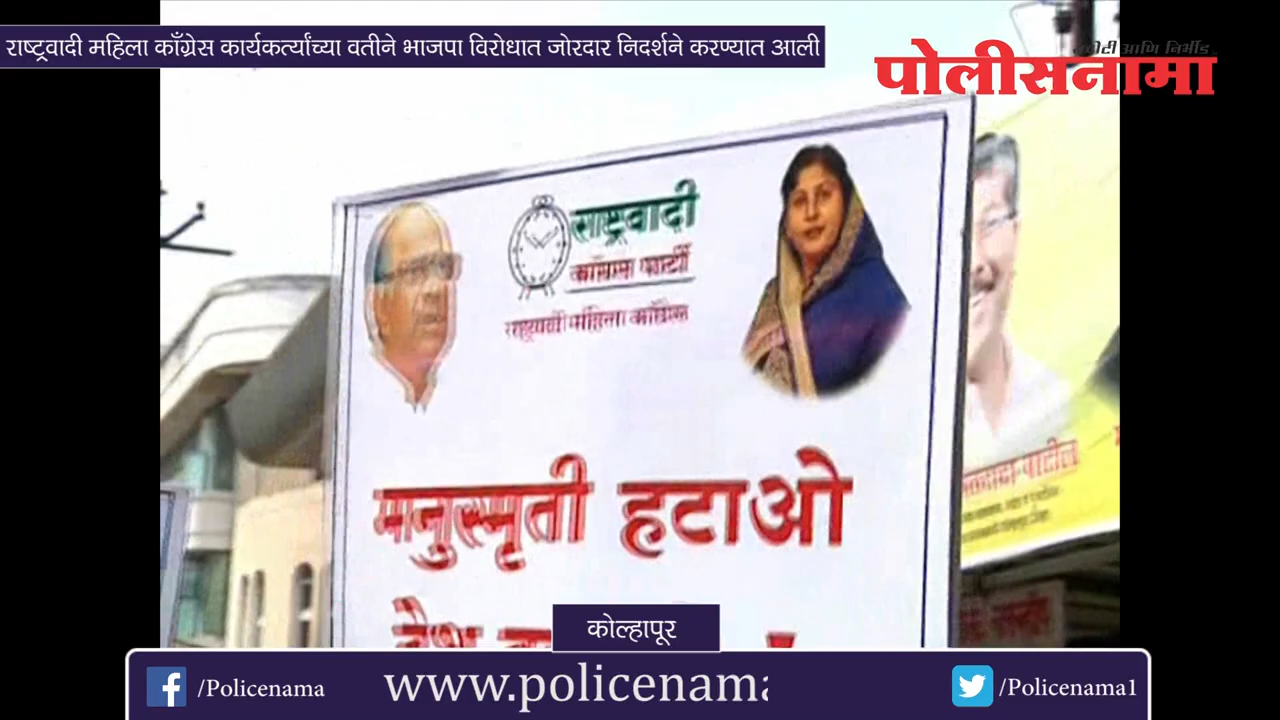 राष्ट्रवादी महिला काँग्रेस कार्यकर्त्यांच्या वतीने भाजपा विरोधात जोरदार निदर्शने करण्यात आली
आणि निर्भीड
पोलीसनामा
राष्ट्रवादी
काँग्रेस पार्टी
राष्ट्रवादी महिला काँग्रेस
मनुस्मृती हटाओ
पाटील
कोल्हापूर
/Policenama
www.policenama
/Policenama1